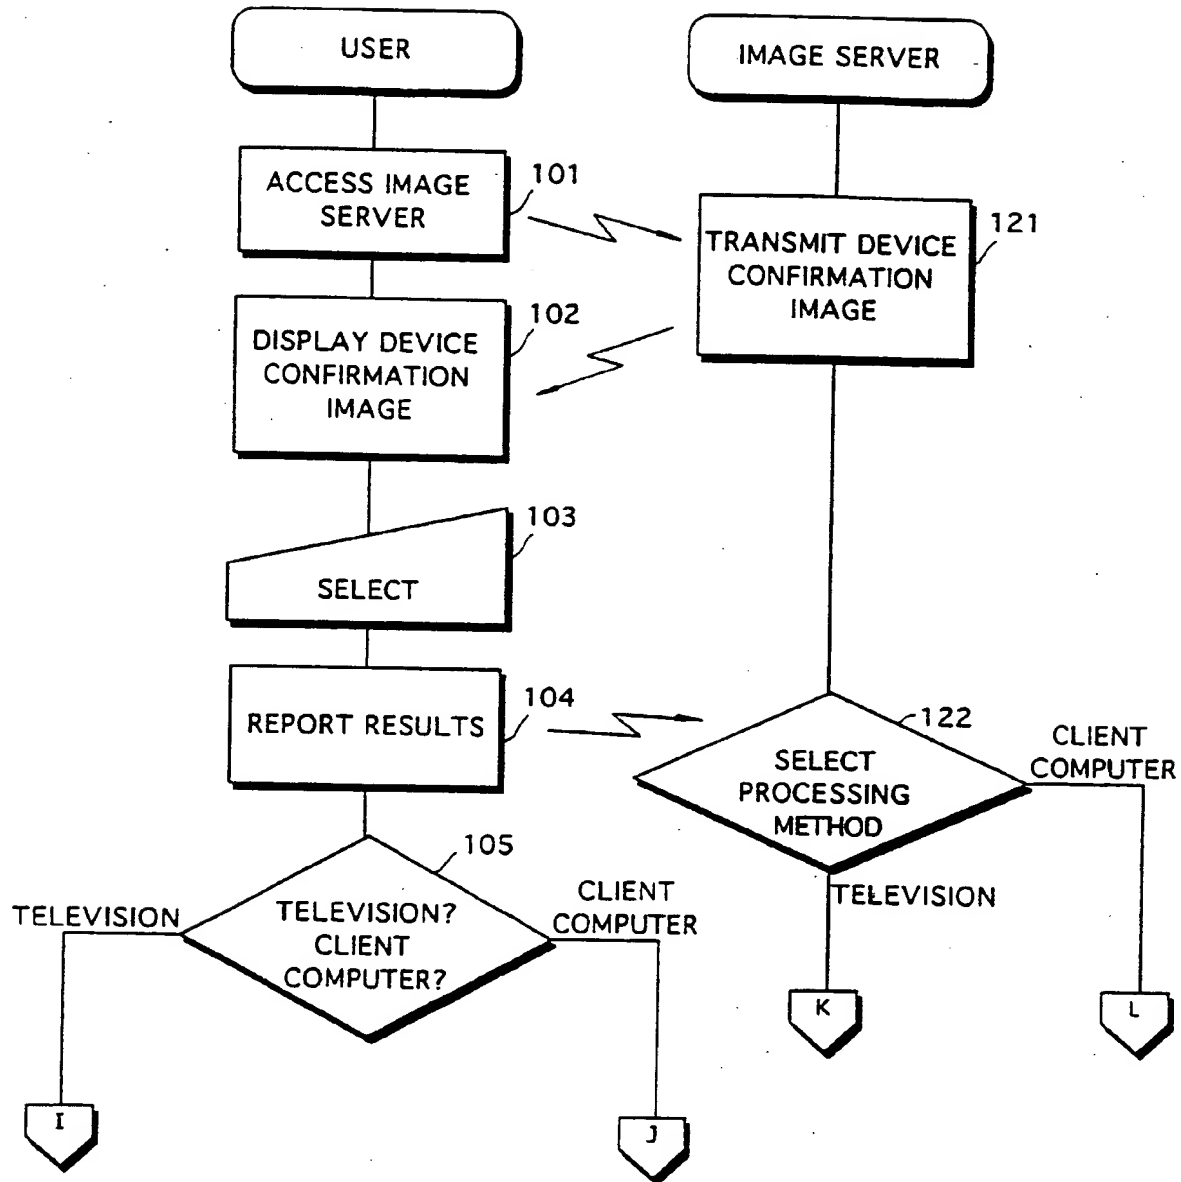 USER
IMAGE SERVER
ACCESS IMAGE
SERVER
101
TRANSMIT DEVICE
CONFIRMATION
IMAGE
121
DISPLAY DEVICE
CONFIRMATION
IMAGE
102
SELECT
103
REPORT RESULTS
104
SELECT
PROCESSING
METHOD
122
CLIENT
COMPUTER
TELEVISION
TELEVISION?
CLIENT
COMPUTER?
105
TELEVISION
CLIENT
COMPUTER
K
L
I
J